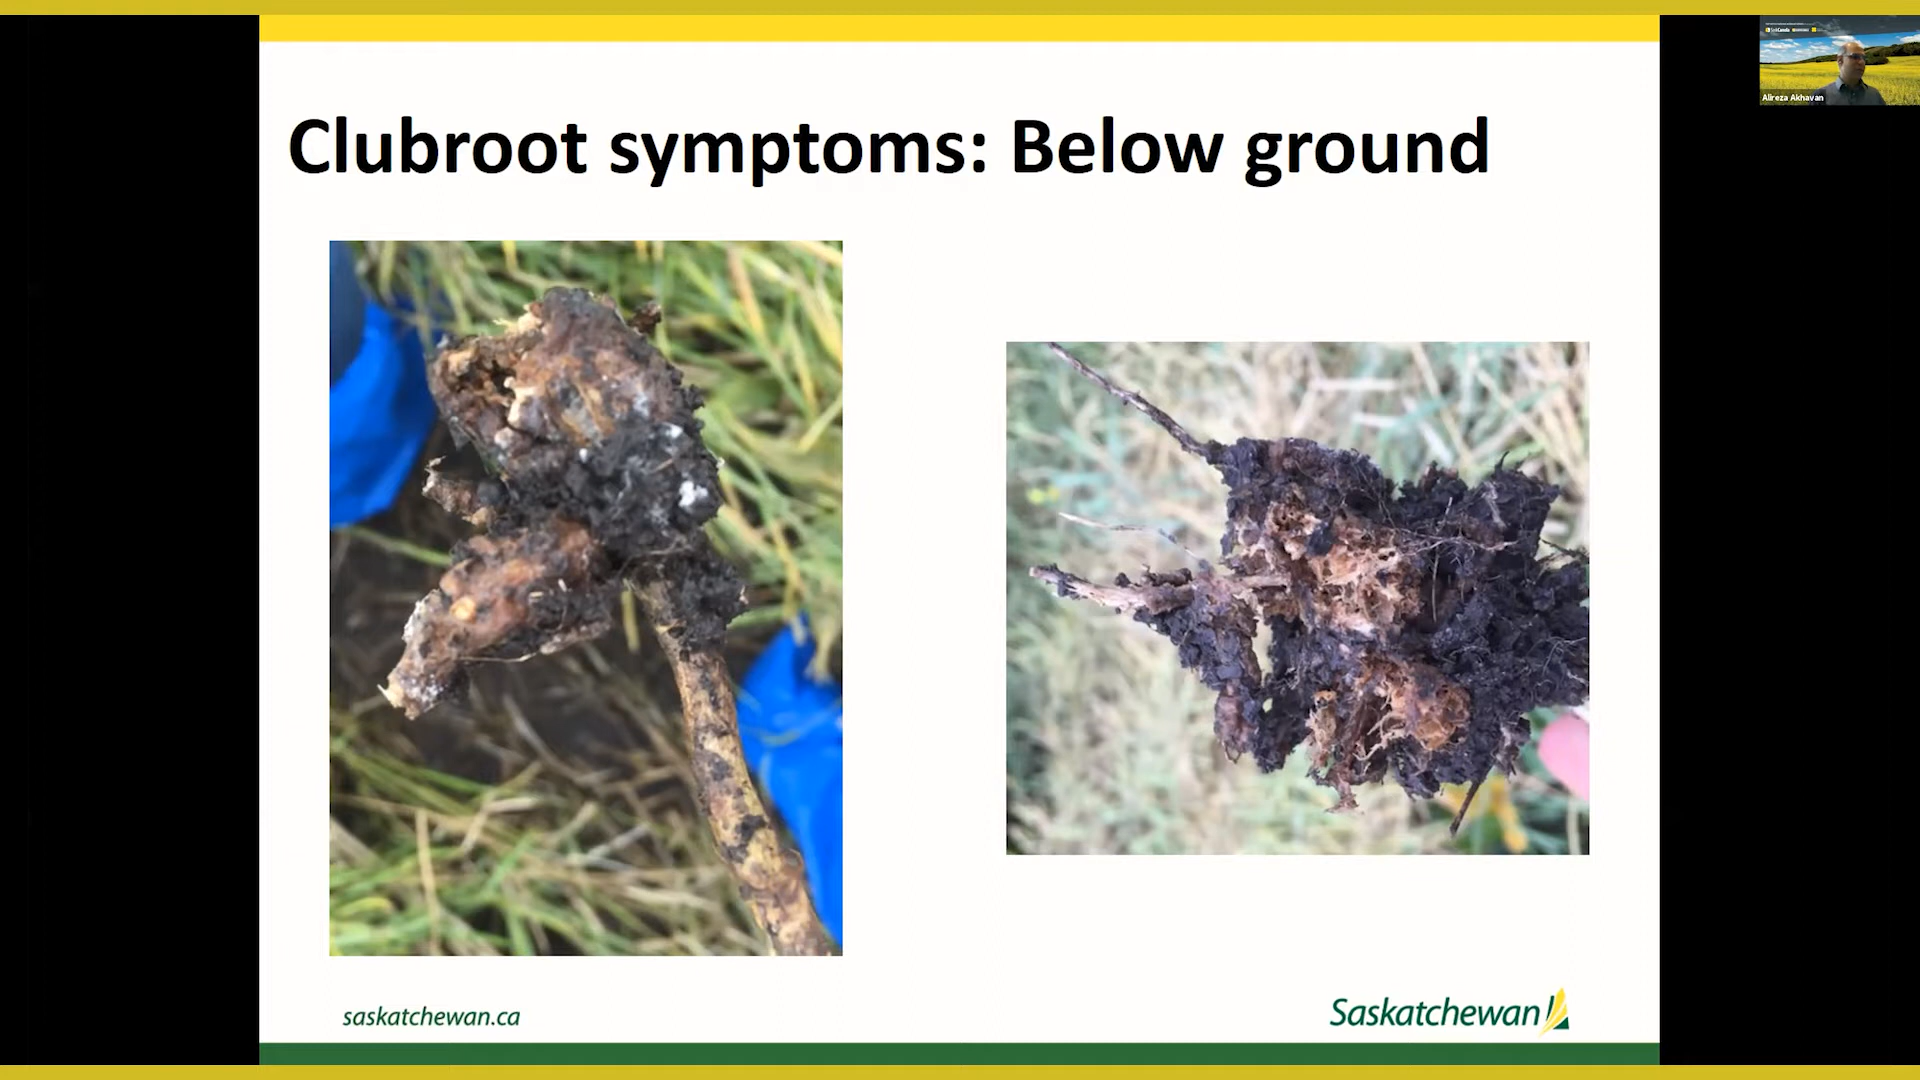 Clubroot symptoms: Below ground
Alireza Akhavan
saskatchewan.ca
Saskatchewan